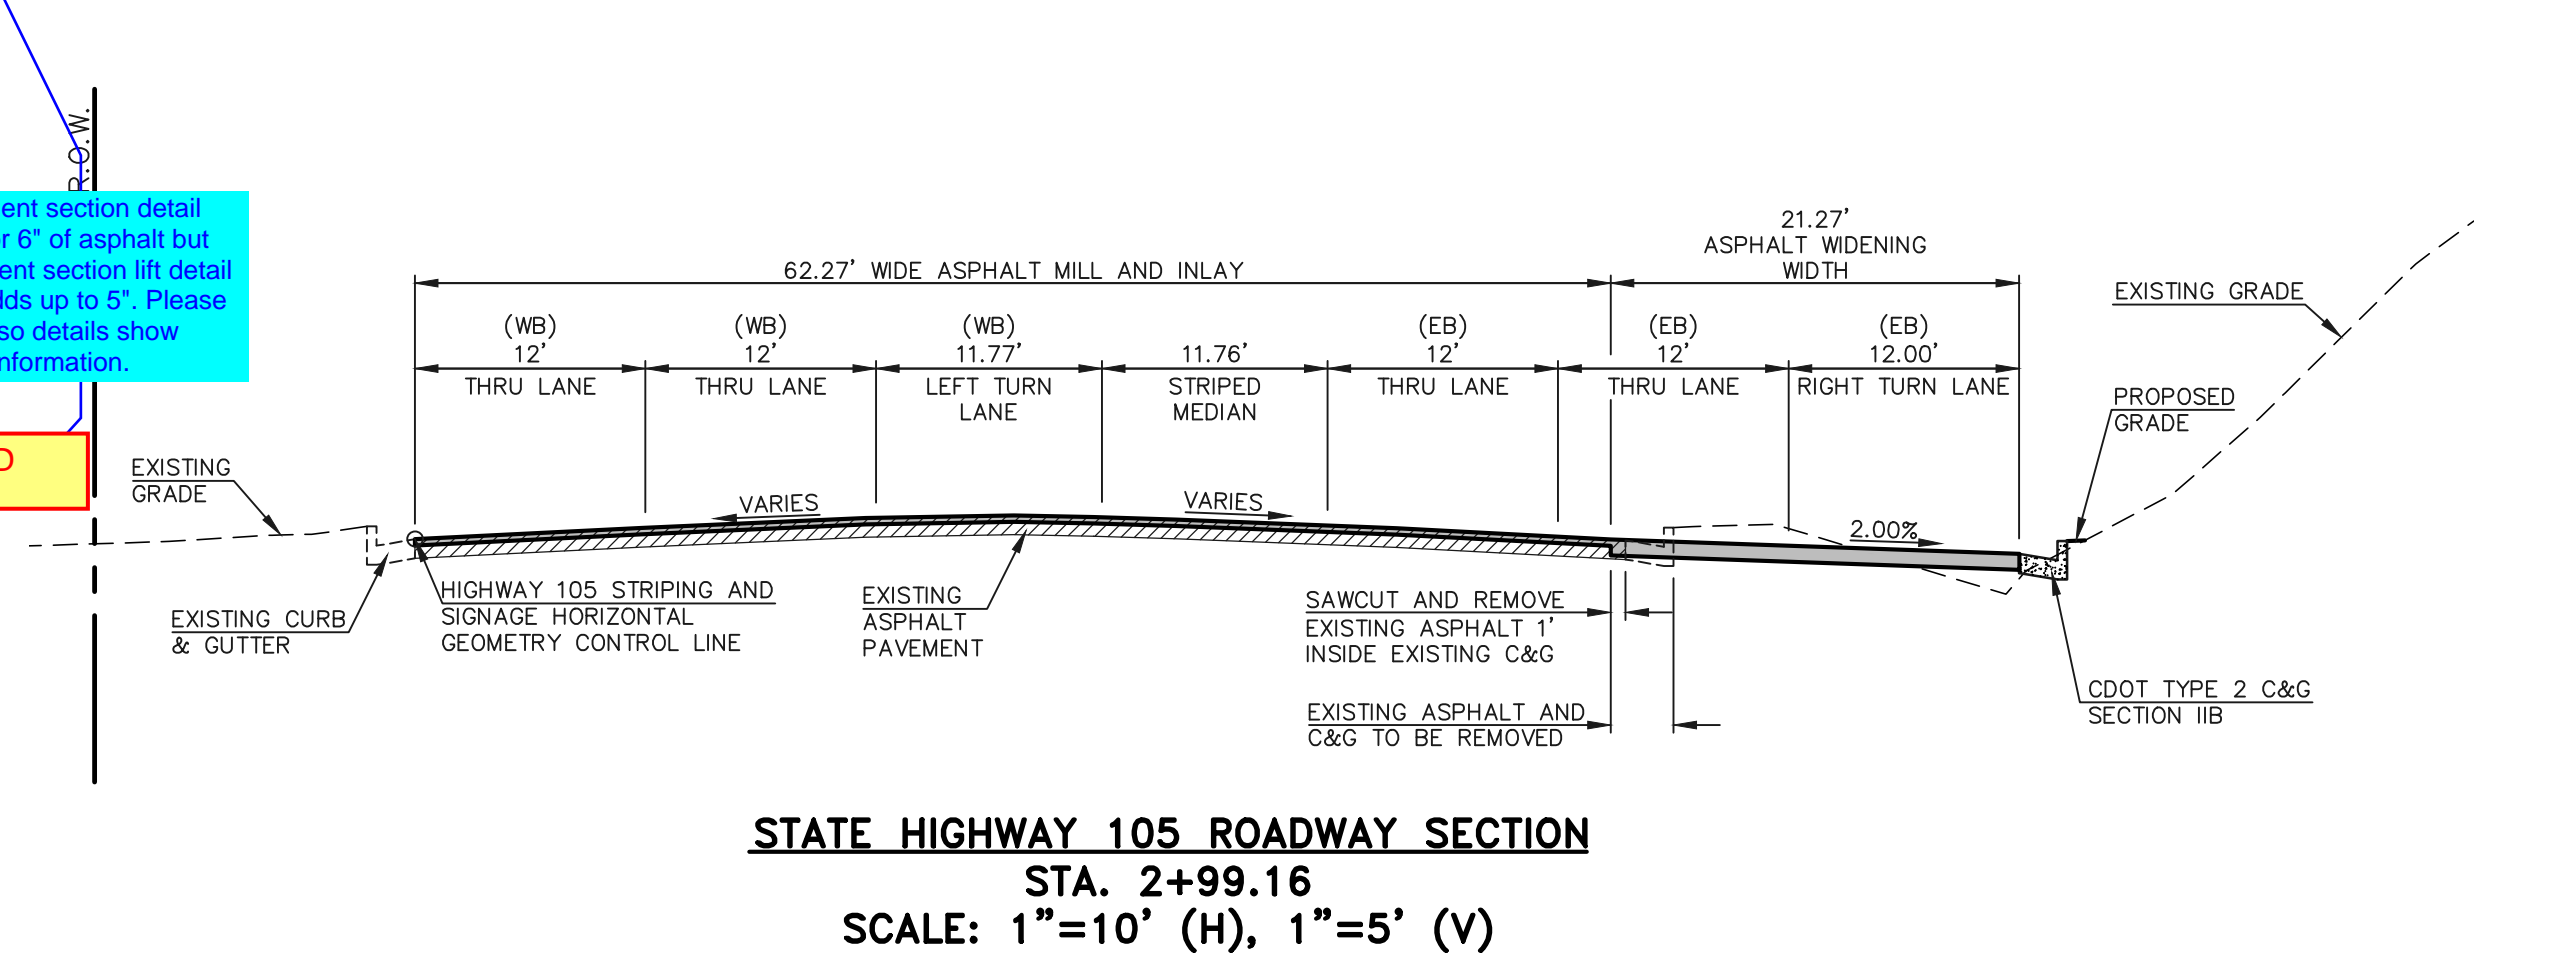 R.O.W.
ent section detail
r 6" of asphalt but
ent section lift detail
dds up to 5". Please
so details show
nformation.
D
62.27' WIDE ASPHALT MILL AND INLAY
21.27'
ASPHALT WIDENING
WIDTH
(WB)
12'
THRU LANE
(WB)
12'
THRU LANE
(WB)
11.77'
LEFT TURN
LANE
11.76'
STRIPED
MEDIAN
(EB)
12'
THRU LANE
(EB)
12'
THRU LANE
(EB)
12.00'
RIGHT TURN LANE
EXISTING GRADE
PROPOSED
GRADE
EXISTING
GRADE
VARIES
VARIES
2.00%
EXISTING CURB
& GUTTER
HIGHWAY 105 STRIPING AND
SIGNAGE HORIZONTAL
GEOMETRY CONTROL LINE
EXISTING
ASPHALT
PAVEMENT
SAWCUT AND REMOVE
EXISTING ASPHALT 1'
INSIDE EXISTING C&G
EXISTING ASPHALT AND
C&G TO BE REMOVED
CDOT TYPE 2 C&G
SECTION IIB
STATE HIGHWAY 105 ROADWAY SECTION
STA. 2+99.16
SCALE: 1"=10' (H), 1"=5' (V)